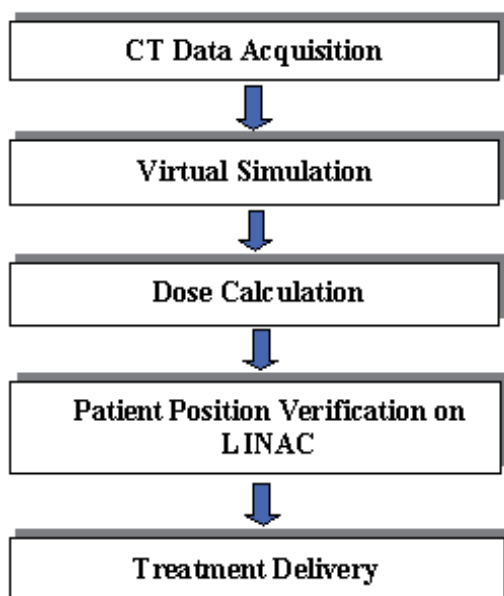 CT Data Acquisition
Virtual Simulation
Dose Calculation
Patient Position Verification on
LINAC
Treatment Delivery